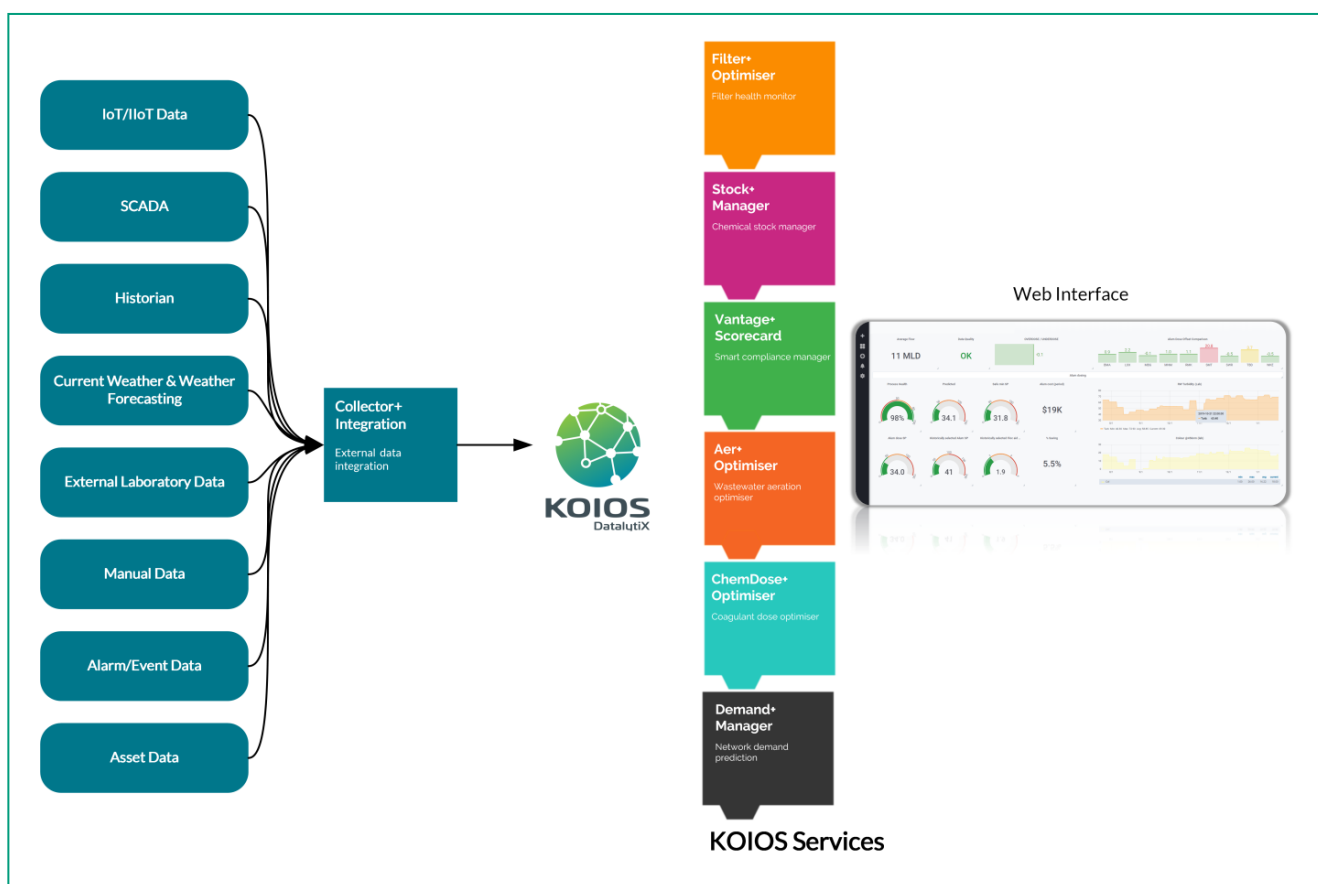 IoT/IIoT Data
SCADA
Historian
Current Weather & Weather
Forecasting
External Laboratory Data
Manual Data
Alarm/Event Data
Asset Data
Collector+
Integration
External data
integration
KOIOS
DatalytiX
Filter+
Optimiser
Filter health monitor
Stock+
Manager
Chemical stock manager
Vantage+
Scorecard
Smart compliance manager
Aer+
Optimiser
Wastewater aeration
optimiser
ChemDose+
Optimiser
Coagulant dose optimiser
Demand+
Manager
Network demand
prediction
KOIOS Services
Web Interface
11 MLD
OK
98%
34.1
31.8
$19K
34.0
41
1.9
5.5%